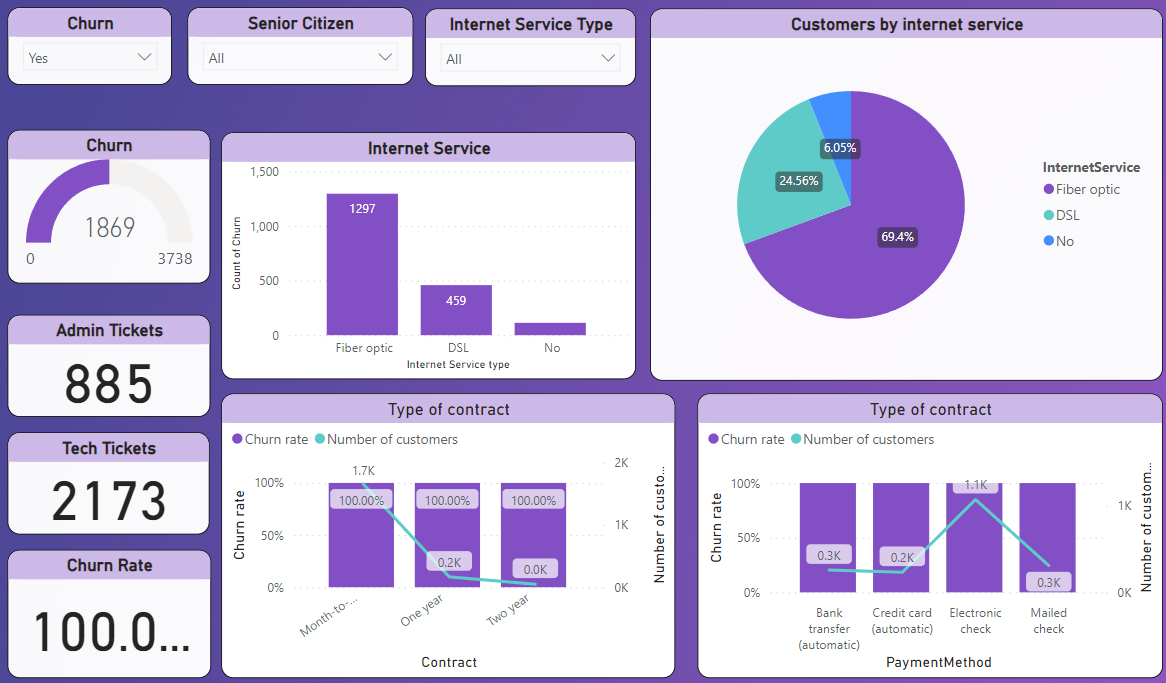 Churn
Yes
Senior Citizen
All
Internet Service Type
All
Customers by internet service
6.05%
24.56%
69.4%
InternetService
Fiber optic
DSL
No
Churn
1869
0
3738
Internet Service
1,500
1,000
500
0
Count of Churn
1297
459
Fiber optic
DSL
No
Internet Service type
Admin Tickets
885
Tech Tickets
2173
Churn Rate
100.0...
Type of contract
Churn rate
Number of customers
100%
50%
0%
Churn rate
1.7K
100.00%
100.00%
100.00%
0.2K
0.0K
2K
1K
0K
Number of custo...
Month-to-...
One year
Two year
Contract
Type of contract
Churn rate
Number of customers
100%
50%
0%
Churn rate
0.3K
0.2K
1.1K
0.3K
1K
0K
Number of custom...
Bank
transfer
(automatic)
Credit card
(automatic)
Electronic
check
Mailed
check
PaymentMethod